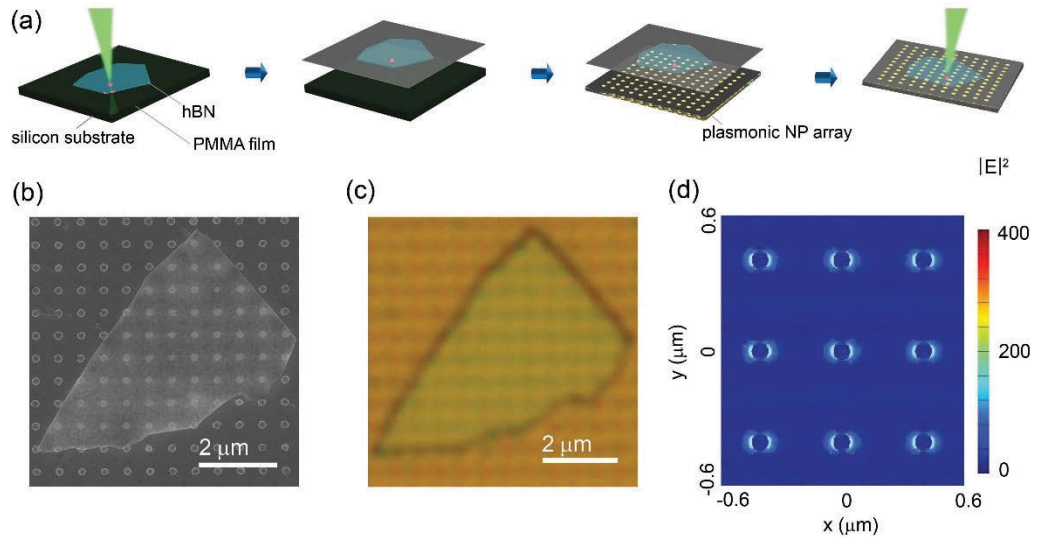 (a)
hBN
silicon substrate
PMMA film
plasmonic NP array
(b)
(c)
(d)
|E|²
2 μm
2 μm
0.6
0
-0.6
y (μm)
-0.6
0
0.6
x (μm)
400
200
0